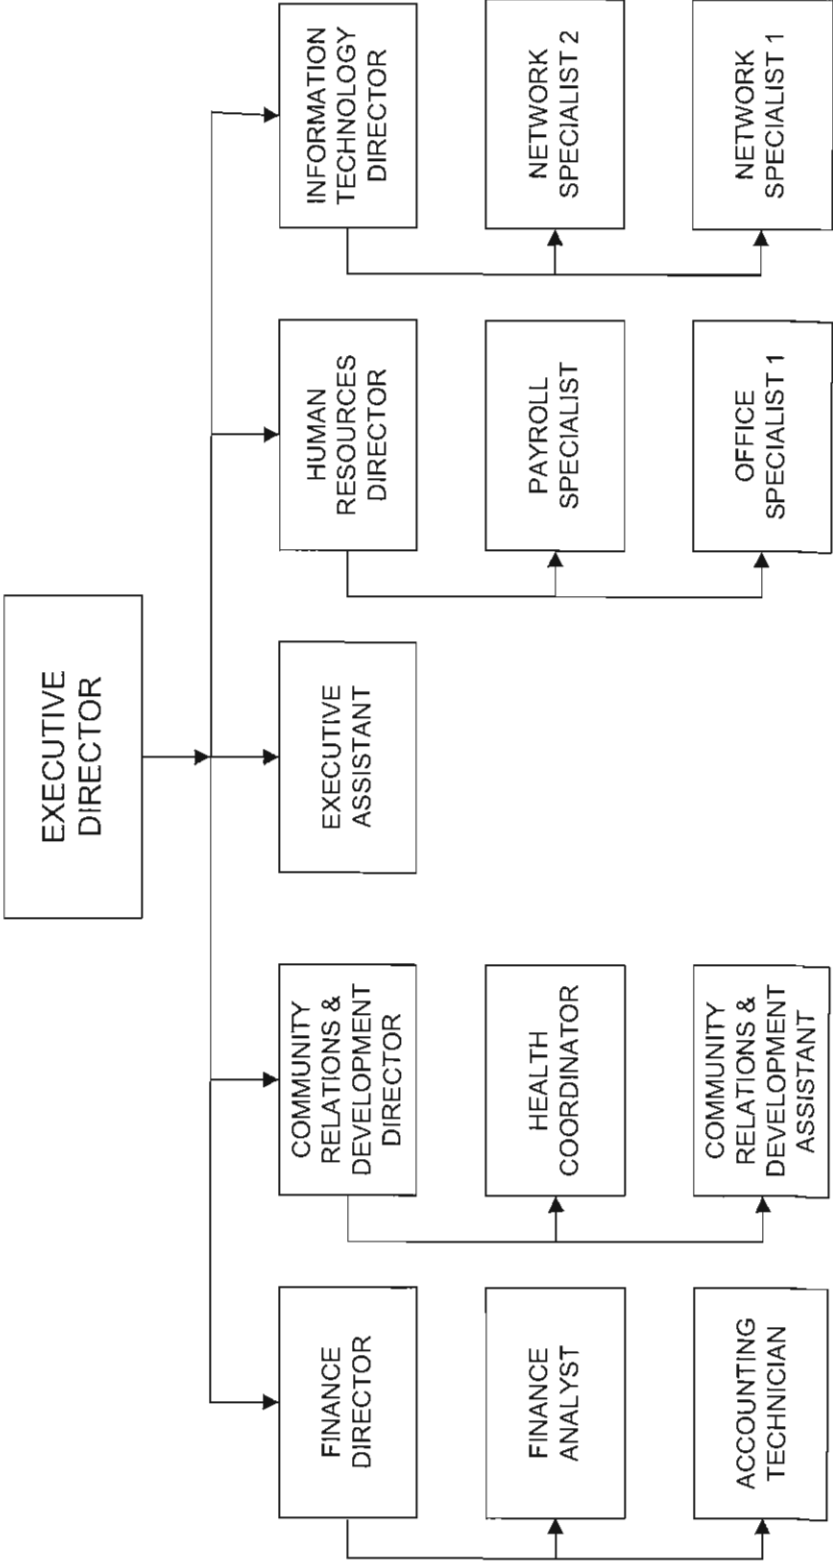 EXECUTIVE
DIRECTOR
FINANCE
DIRECTOR
COMMUNITY
RELATIONS &
DEVELOPMENT
DIRECTOR
EXECUTIVE
ASSISTANT
HUMAN
RESOURCES
DIRECTOR
INFORMATION
TECHNOLOGY
DIRECTOR
FINANCE
ANALYST
HEALTH
COORDINATOR
PAYROLL
SPECIALIST
NETWORK
SPECIALIST 2
ACCOUNTING
TECHNICIAN
COMMUNITY
RELATIONS &
DEVELOPMENT
ASSISTANT
OFFICE
SPECIALIST 1
NETWORK
SPECIALIST 1